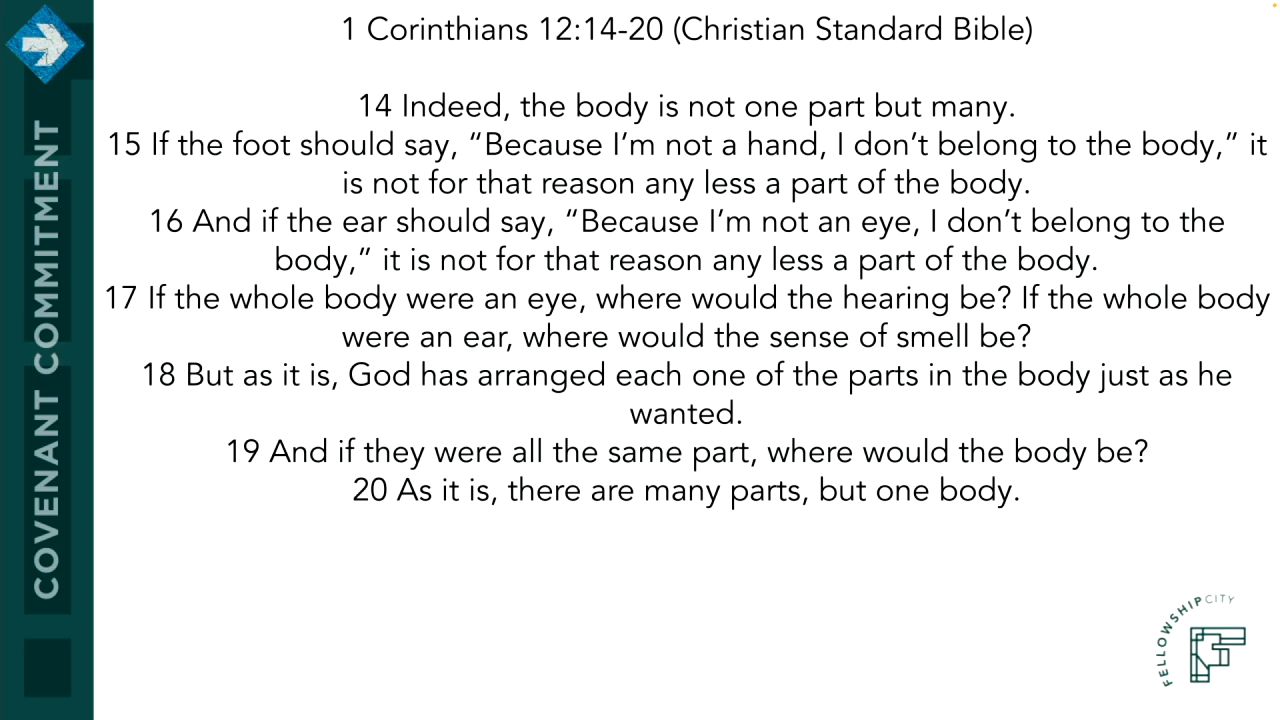 1 Corinthians 12:14-20 (Christian Standard Bible)
14 Indeed, the body is not one part but many.
15 If the foot should say, “Because I’m not a hand, I don’t belong to the body,” it
is not for that reason any less a part of the body.
16 And if the ear should say, “Because I’m not an eye, I don’t belong to the
body,” it is not for that reason any less a part of the body.
17 If the whole body were an eye, where would the hearing be? If the whole body
were an ear, where would the sense of smell be?
18 But as it is, God has arranged each one of the parts in the body just as he
wanted.
19 And if they were all the same part, where would the body be?
20 As it is, there are many parts, but one body.
COVENANT COMMITMENT
FELLOWSHIPCITY